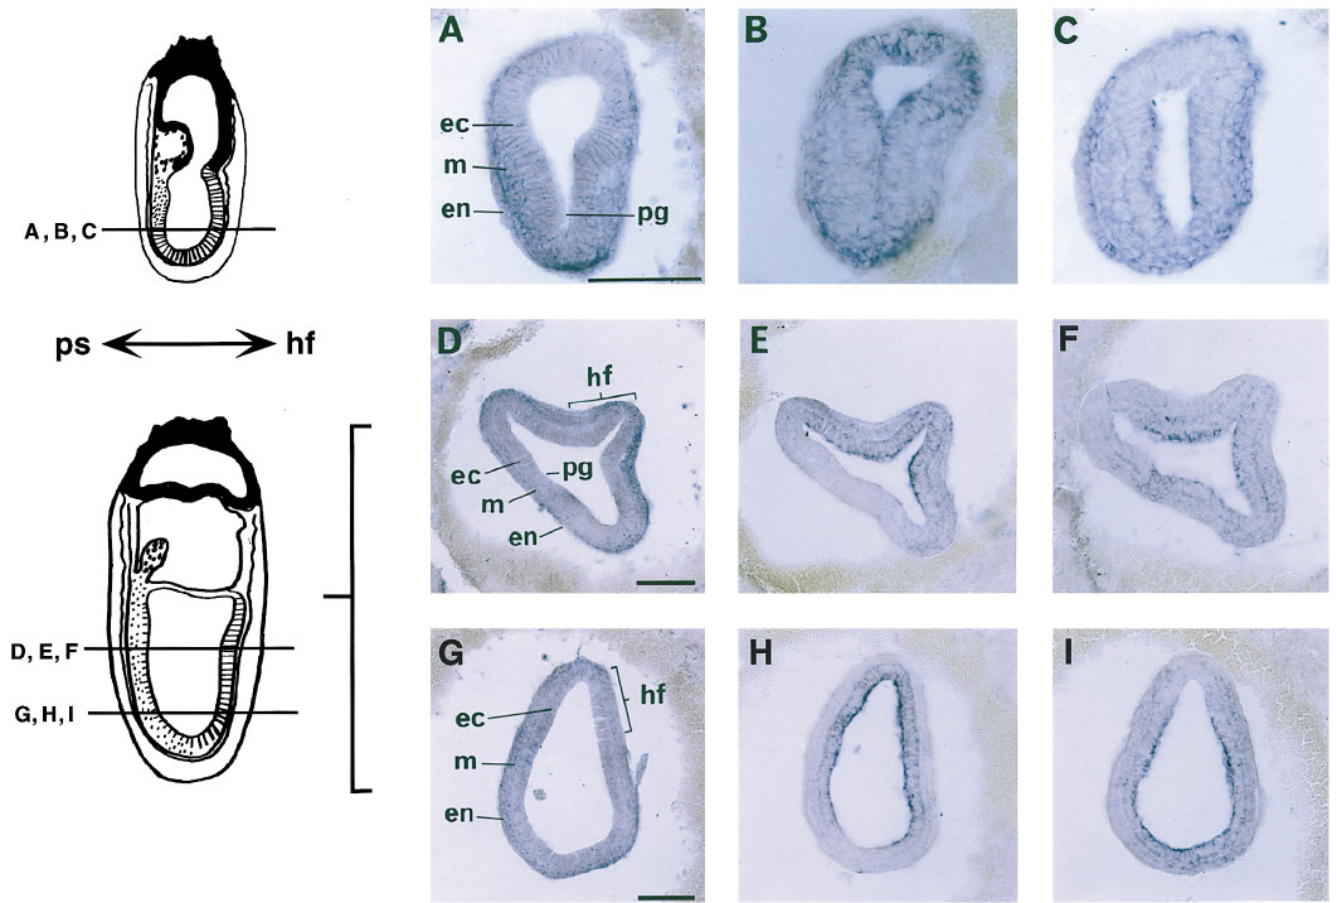 A
B
C
ec
m
en
pg
A, B, C
ps
hf
D
E
F
hf
ec
pg
m
en
D, E, F
G, H, I
G
H
I
hf
ec
m
en